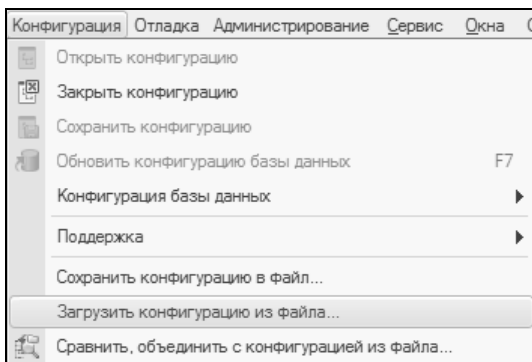 Конфигурация Отладка Администрирование Сервис Окна
Открыть конфигурацию
Закрыть конфигурацию
Сохранить конфигурацию
Обновить конфигурацию базы данных F7
Конфигурация базы данных
Поддержка
Сохранить конфигурацию в файл...
Загрузить конфигурацию из файла...
Сравнить, объединить с конфигурацией из файла...